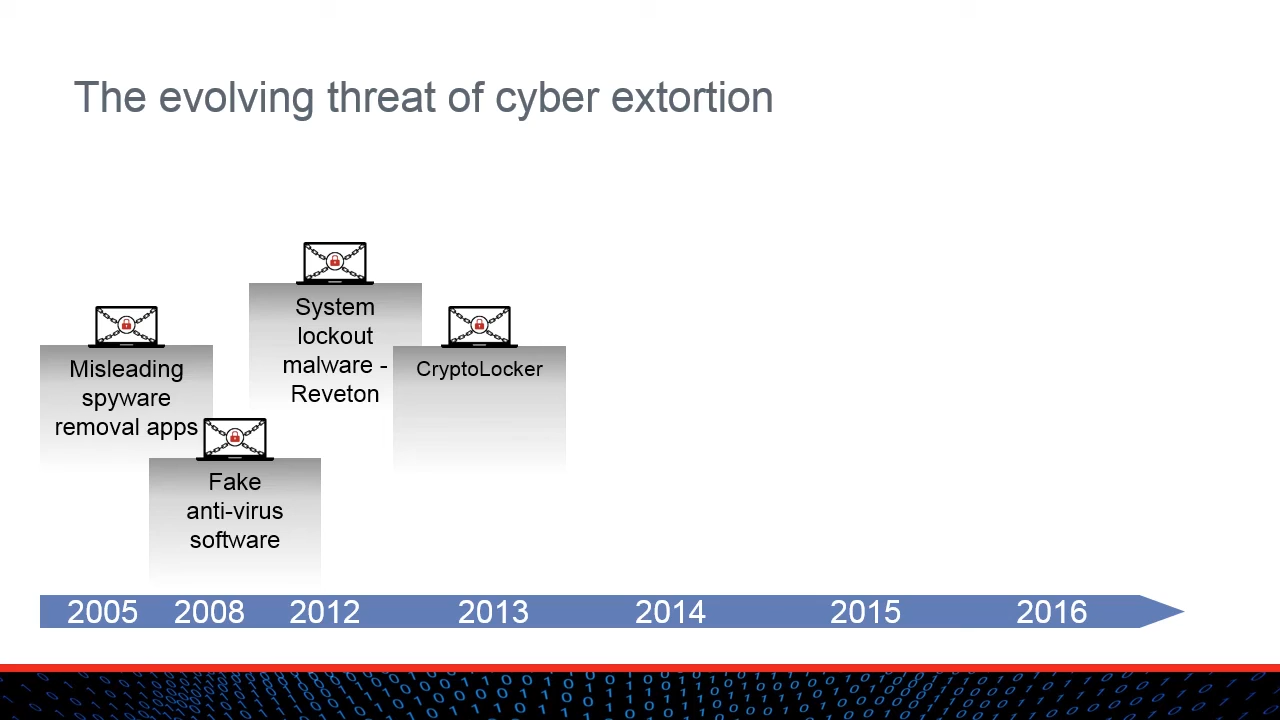 The evolving threat of cyber extortion
Misleading
spyware
removal apps
Fake
anti-virus
software
System
lockout
malware -
Reveton
CryptoLocker
2005 2008 2012 2013 2014 2015 2016